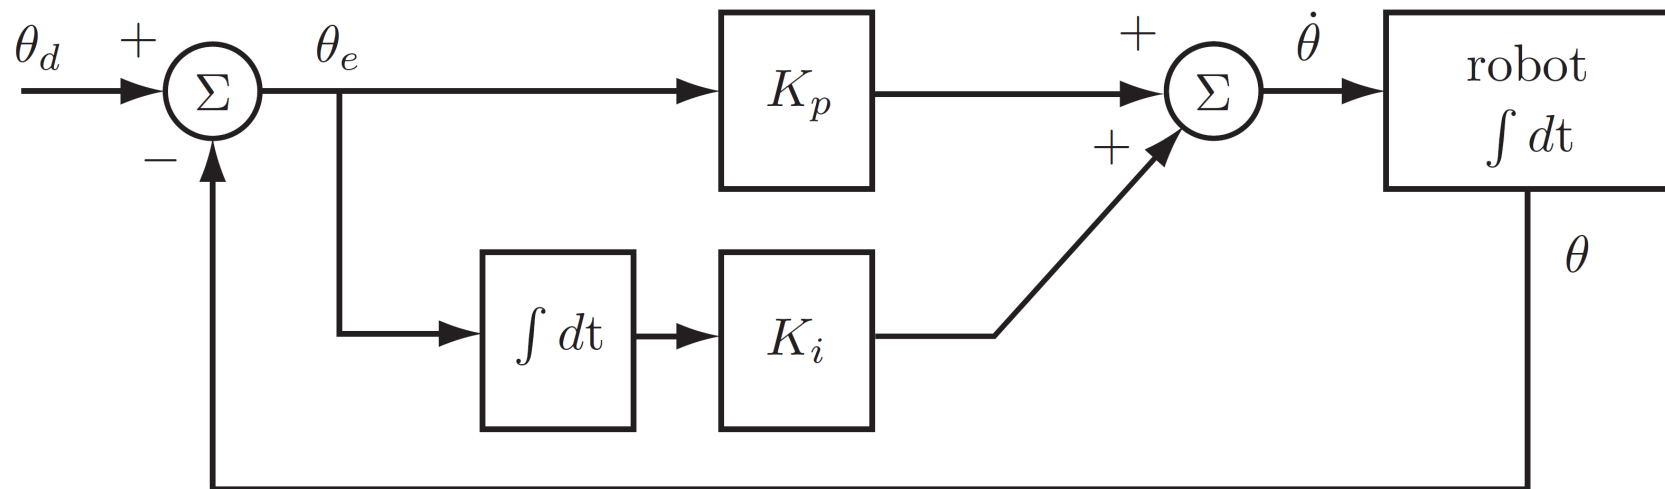 θ_d
+
−
Σ
θ_e
K_p
∫ dt
K_i
+
+
Σ
θ̇
robot
∫ dt
θ